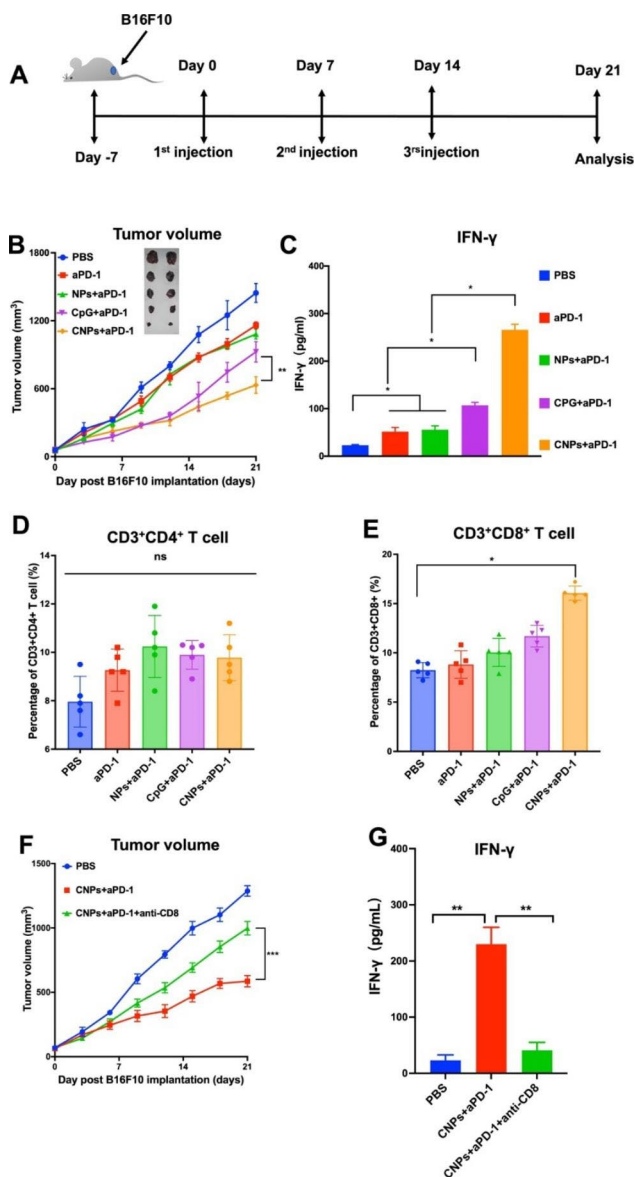 B16F10
A
Day 0
Day 7
Day 14
Day 21
Day -7
1st injection
2nd injection
3rsinjection
Analysis
B
Tumor volume
1800
1200
600
0
Tumor volume (mm³)
PBS
aPD-1
NPs+aPD-1
CpG+aPD-1
CNPs+aPD-1
**
0
7
14
21
Day post B16F10 implantation (days)
C
IFN-γ
400
300
200
100
0
IFN-γ (pg/ml)
*
*
*
PBS
aPD-1
NPs+aPD-1
CPG+aPD-1
CNPs+aPD-1
D
CD3+CD4+ T cell
ns
14
12
10
8
6
Percentage of CD3+CD4+ T cell (%)
PBS
aPD-1
NPs+aPD-1
CpG+aPD-1
CNPs+aPD-1
E
CD3+CD8+ T cell
*
20
15
10
5
0
Percentage of CD3+CD8+ (%)
PBS
aPD-1
NPs+aPD-1
CpG+aPD-1
CNPs+aPD-1
F
Tumor volume
1500
1000
500
0
Tumor volume (mm³)
PBS
CNPs+aPD-1
CNPs+aPD-1+anti-CD8
***
0
7
14
21
Day post B16F10 implantation (days)
G
IFN-γ
400
300
200
100
0
IFN-γ (pg/mL)
**
**
PBS
CNPs+aPD-1
CNPs+aPD-1+anti-CD8